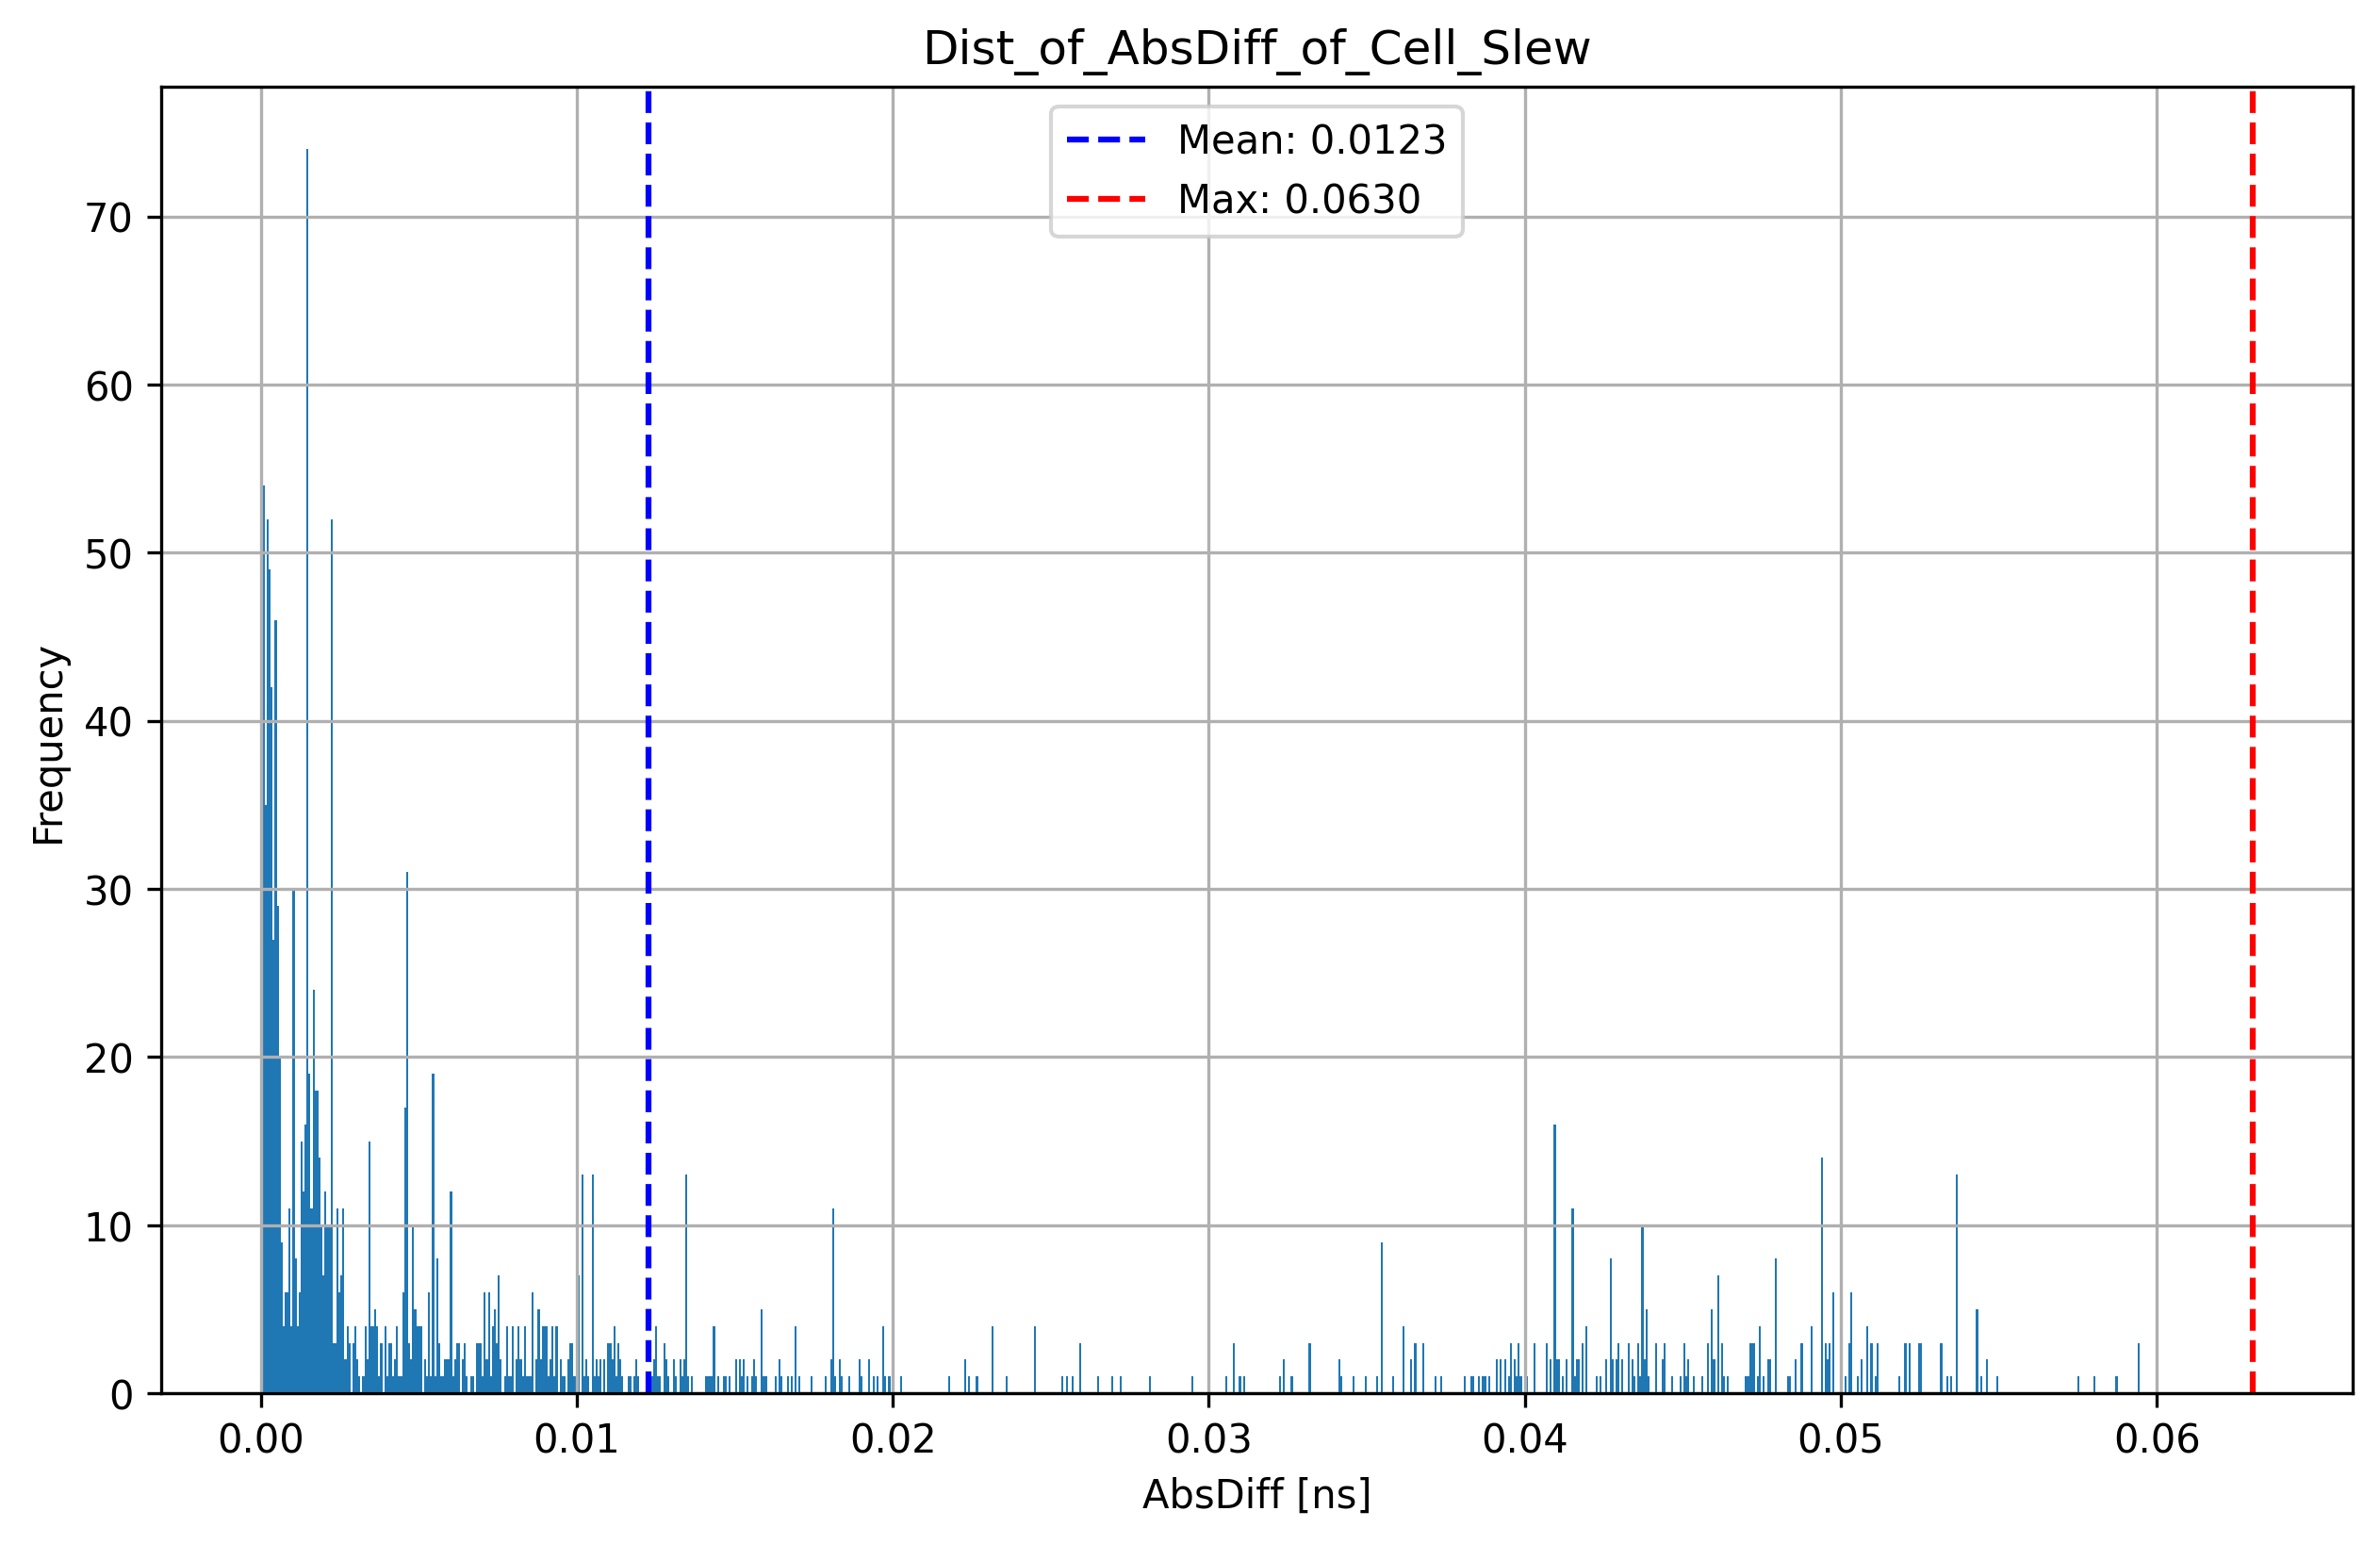 Dist_of_AbsDiff_of_Cell_Slew
Mean: 0.0123
Max: 0.0630
70
60
50
40
30
20
10
0
Frequency
0.00 0.01 0.02 0.03 0.04 0.05 0.06
AbsDiff [ns]